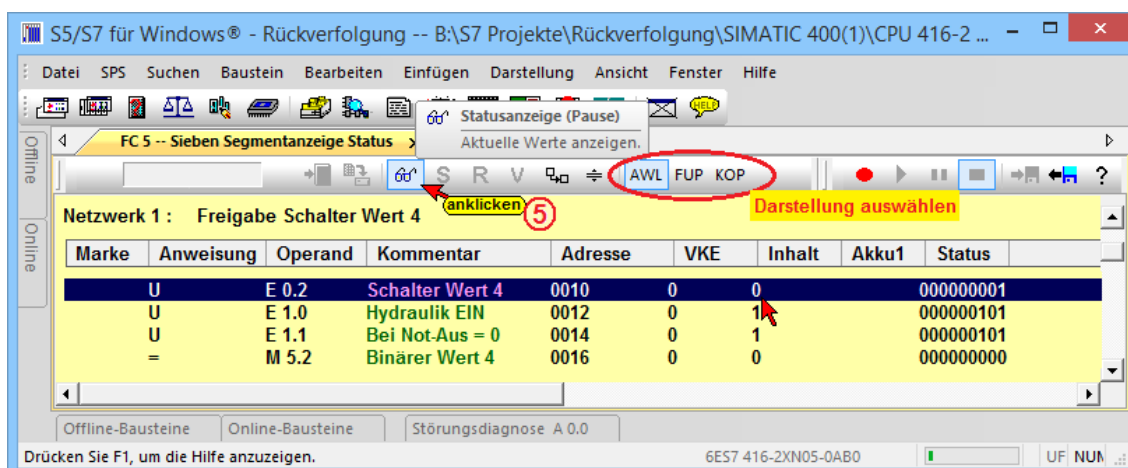 S5/S7 für Windows® - Rückverfolgung -- B:\S7 Projekte\Rückverfolgung\SIMATIC 400(1)\CPU 416-2 ...
Datei SPS Suchen Baustein Bearbeiten Einfügen Darstellung Ansicht Fenster Hilfe
HELP
Statusanzeige (Pause)
Aktuelle Werte anzeigen.
Offline
FC 5 -- Sieben Segmentanzeige Status
S R V AWL FUP KOP ?
anklicken
5
Darstellung auswählen
Online
Netzwerk 1 : Freigabe Schalter Wert 4
Marke Anweisung Operand Kommentar Adresse VKE Inhalt Akku1 Status
U E 0.2 Schalter Wert 4 0010 0 0 000000001
U E 1.0 Hydraulik EIN 0012 0 1 000000101
U E 1.1 Bei Not-Aus = 0 0014 0 1 000000101
= M 5.2 Binärer Wert 4 0016 0 0 000000000
Offline-Bausteine Online-Bausteine Störungsdiagnose A 0.0
Drücken Sie F1, um die Hilfe anzuzeigen. 6ES7 416-2XN05-0AB0 UF NUM